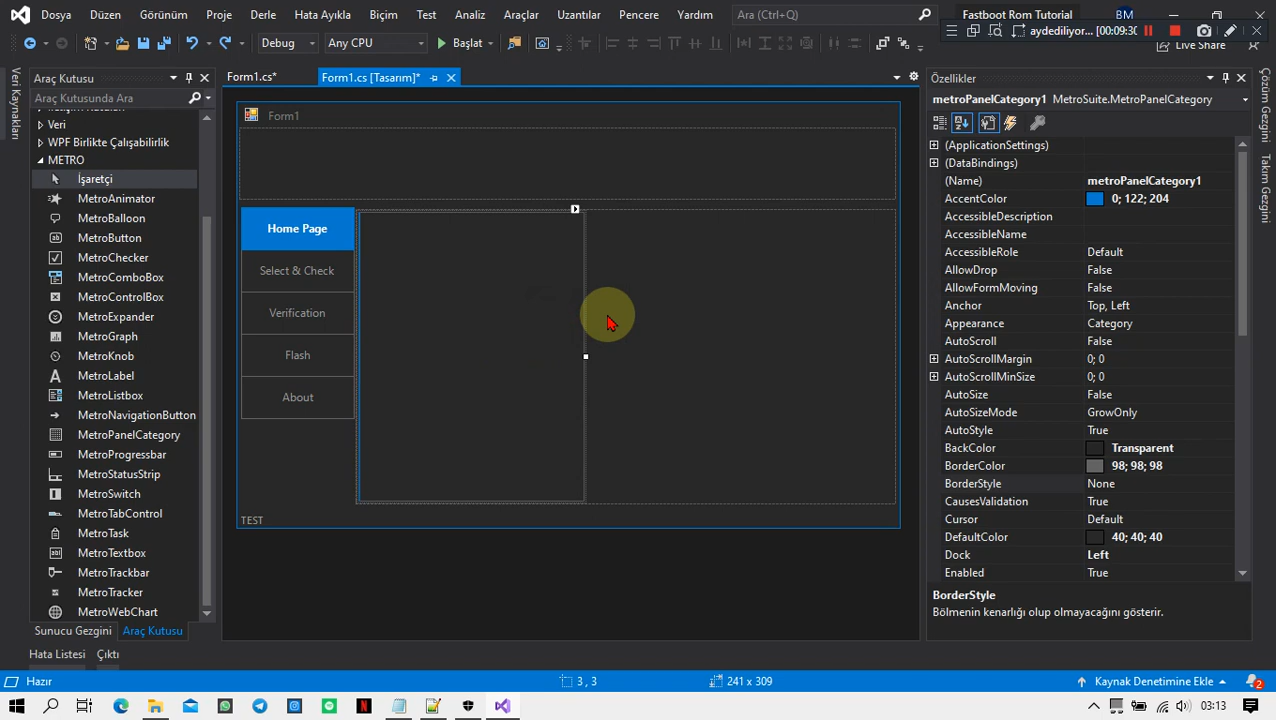 Dosya Düzen Görünüm Git Proje Derle Hata Ayıkla Biçim Test Analiz Araçlar Uzantılar Pencere Yardım Ara (Ctrl+Q) Fastboot Rom Tutorial BM
aydediliyor... [00:09:30
Debug Any CPU Başlat Live Share
Veri Kaynakları
Araç Kutusu
Araç Kutusunda Ara
Veri
WPF Birlikte Çalışabilirlik
METRO
İşaretçi
MetroAnimator
MetroBalloon
MetroButton
MetroChecker
MetroComboBox
MetroControlBox
MetroExpander
MetroGraph
MetroKnob
MetroLabel
MetroListbox
MetroNavigationButton
MetroPanelCategory
MetroProgressbar
MetroStatusStrip
MetroSwitch
MetroTabControl
MetroTask
MetroTextbox
MetroTrackbar
MetroTracker
MetroWebChart
Sunucu Gezgini Araç Kutusu
Hata Listesi Çıktı
Form1.cs* Form1.cs [Tasarım]*
Form1
Home Page
Select & Check
Verification
Flash
About
TEST
Özellikler
metroPanelCategory1 MetroSuite.MetroPanelCategory
(ApplicationSettings)
(DataBindings)
(Name) metroPanelCategory1
AccentColor 0; 122; 204
AccessibleDescription
AccessibleName
AccessibleRole Default
AllowDrop False
AllowFormMoving False
Anchor Top, Left
Appearance Category
AutoScroll False
AutoScrollMargin 0; 0
AutoScrollMinSize 0; 0
AutoSize False
AutoSizeMode GrowOnly
AutoStyle True
BackColor Transparent
BorderColor 98; 98; 98
BorderStyle None
CausesValidation True
Cursor Default
DefaultColor 40; 40; 40
Dock Left
Enabled True
BorderStyle
Bölmenin kenarlığı olup olmayacağını gösterir.
Çözüm Gezgini
Takım Gezgini
Hazır 3 , 3 241 x 309 Kaynak Denetimine Ekle 2
03:13